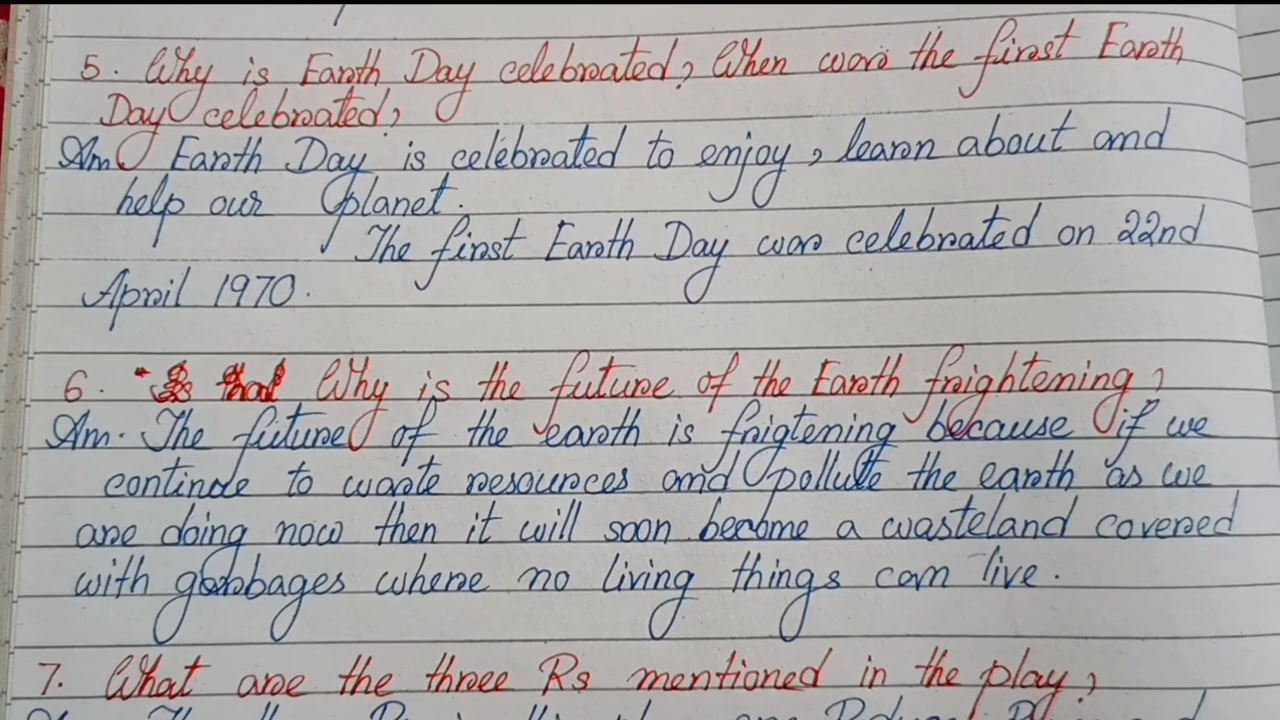 5. Why is Earth Day celebrated? When was the first Earth
Day celebrated?
Ans Earth Day is celebrated to enjoy, learn about and
help our planet.
The first Earth Day was celebrated on 22nd
April 1970.
6. Why is the future of the Earth frightening?
Ans. The future of the earth is frigtening because if we
continue to waste resources and pollute the earth as we
are doing now then it will soon become a wasteland covered
with garbages where no living things can live.
7. What are the three Rs mentioned in the play?